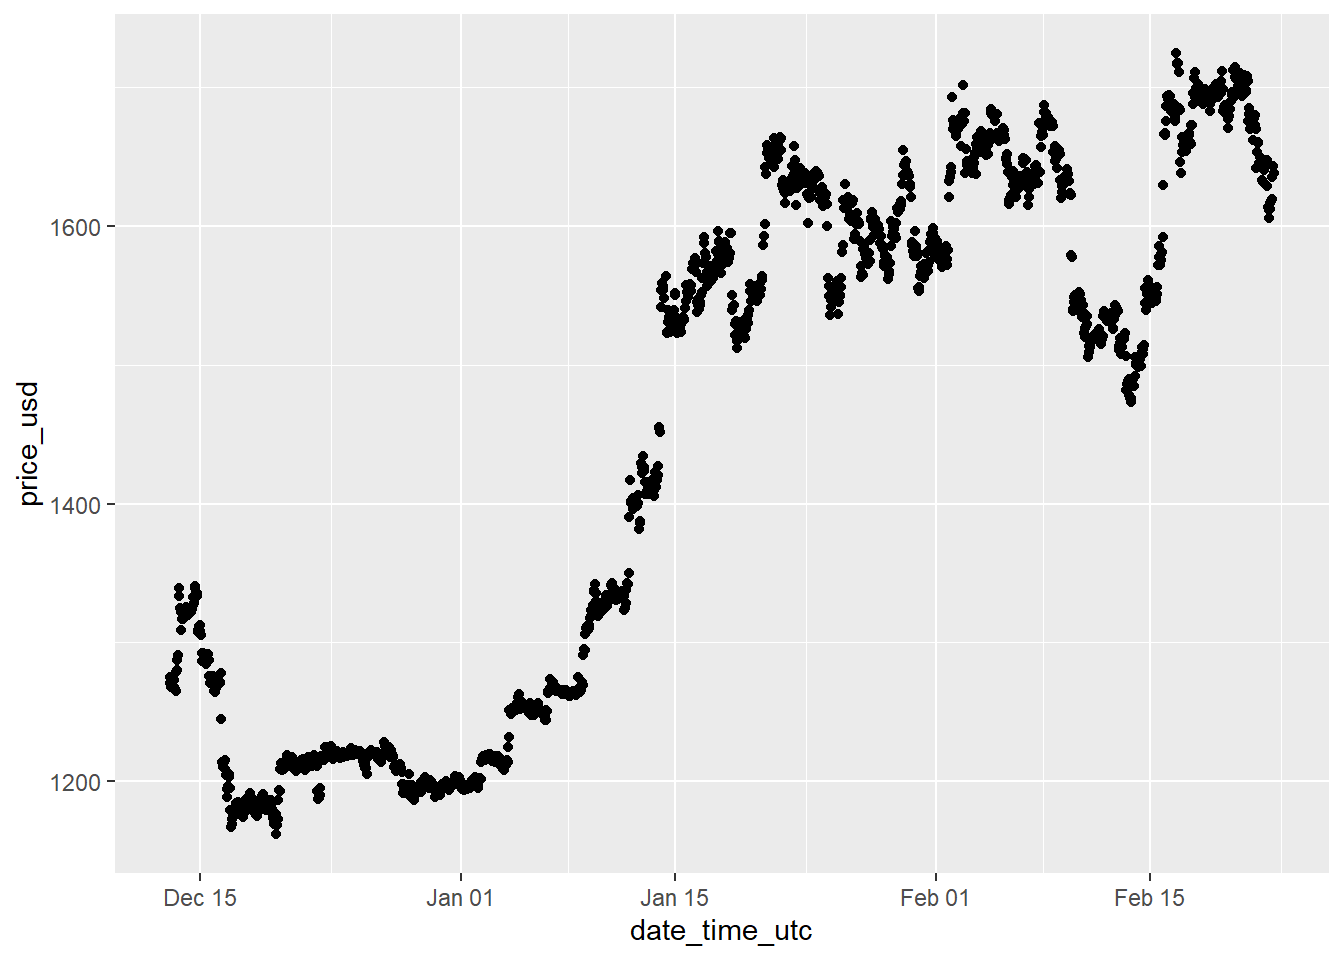 price_usd
1600
1400
1200
Dec 15
Jan 01
Jan 15
Feb 01
Feb 15
date_time_utc